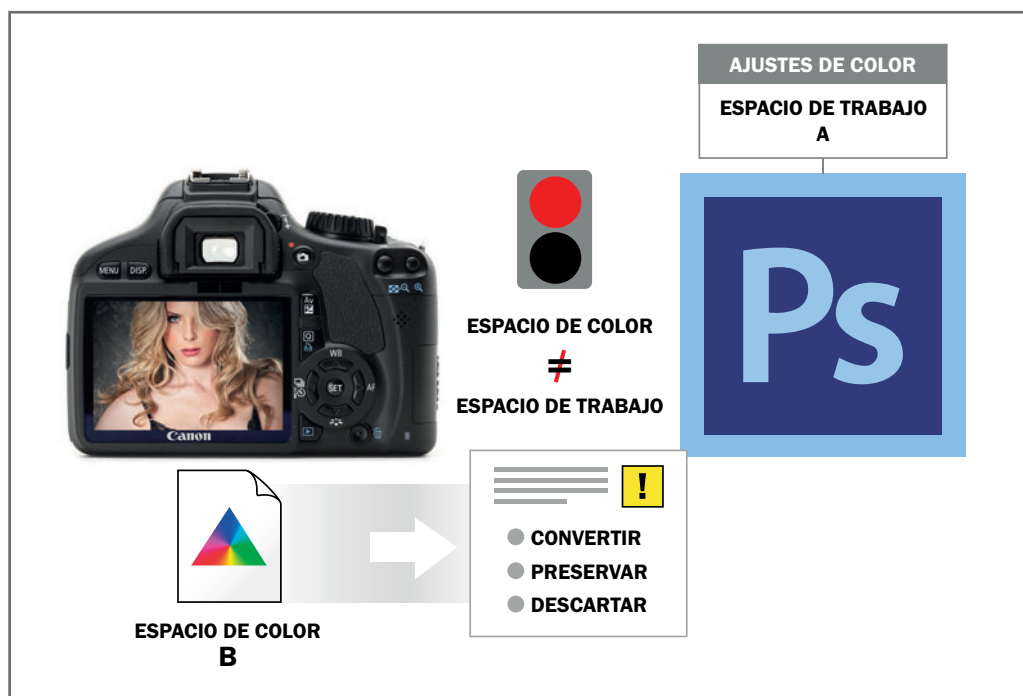 AJUSTES DE COLOR
ESPACIO DE TRABAJO
A
MENU DISP.
Av
Q
WB
AF
SET
Canon
Ps
ESPACIO DE COLOR
≠
ESPACIO DE TRABAJO
!
CONVERTIR
PRESERVAR
DESCARTAR
ESPACIO DE COLOR
B